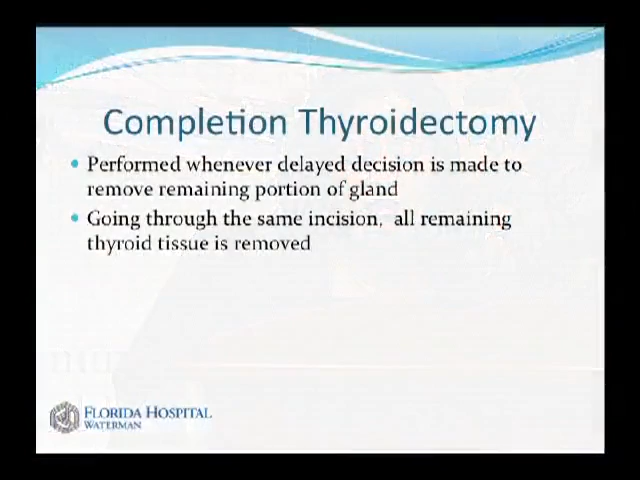 Completion Thyroidectomy
Performed whenever delayed decision is made to
remove remaining portion of gland
Going through the same incision, all remaining
thyroid tissue is removed
FLORIDA HOSPITAL
WATERMAN